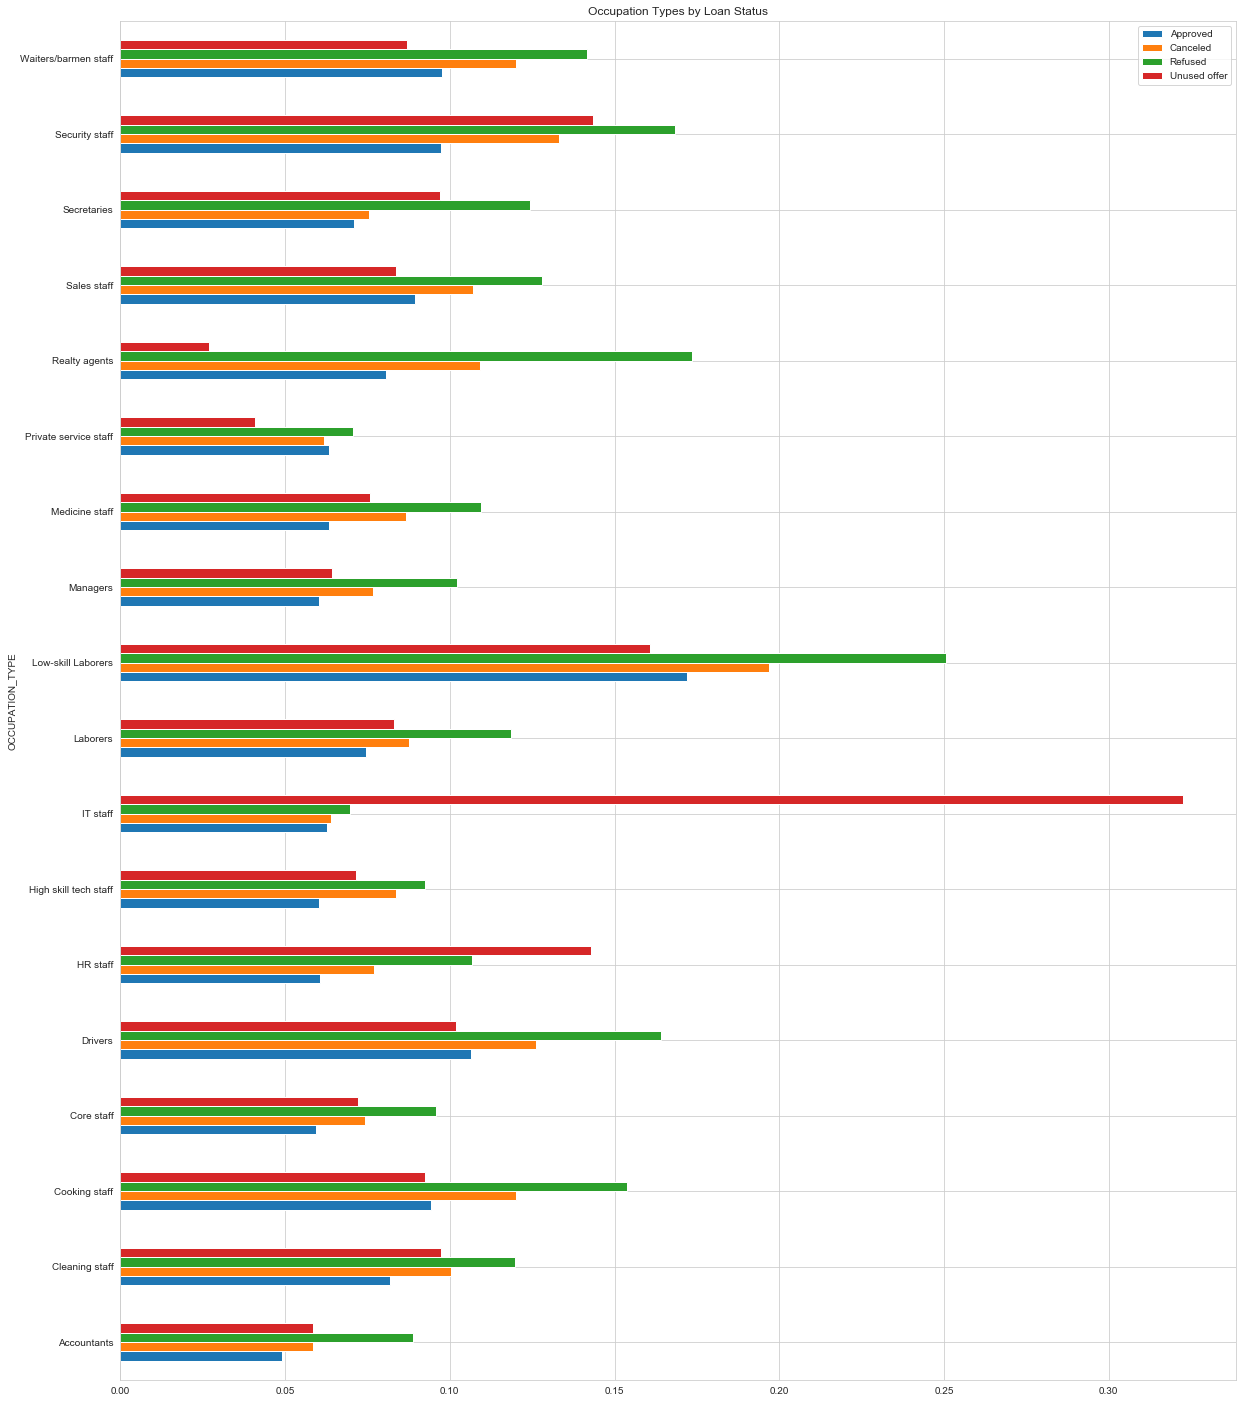 Occupation Types by Loan Status
Approved
Canceled
Refused
Unused offer
Waiters/barmen staff
Security staff
Secretaries
Sales staff
Realty agents
Private service staff
Medicine staff
Managers
Low-skill Laborers
Laborers
IT staff
High skill tech staff
HR staff
Drivers
Core staff
Cooking staff
Cleaning staff
Accountants
OCCUPATION_TYPE
0.00 0.05 0.10 0.15 0.20 0.25 0.30